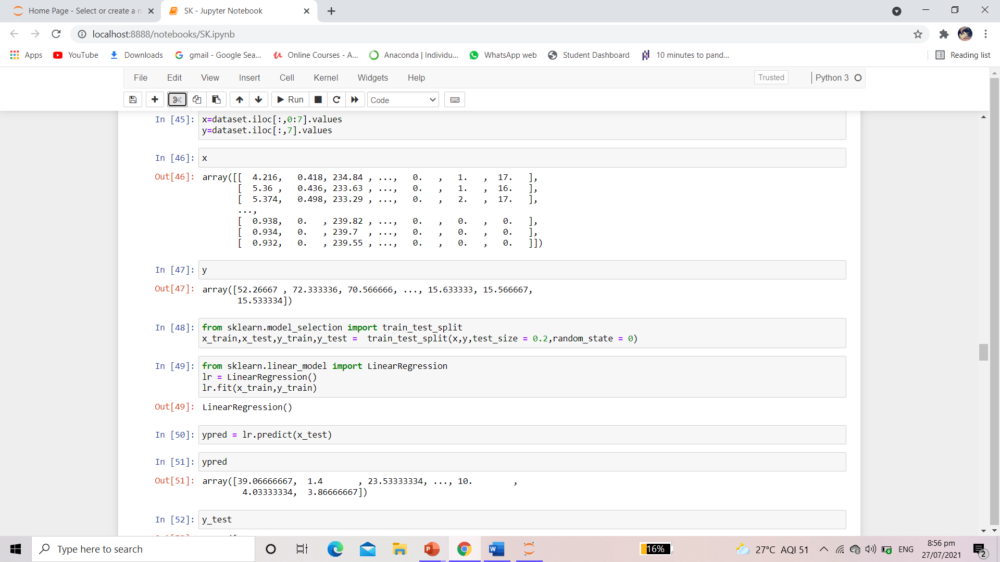 Home Page - Select or create a n
SK - Jupyter Notebook
localhost:8888/notebooks/SK.ipynb
Apps YouTube Downloads gmail - Google Sea... Online Courses - A... Anaconda | Individu... WhatsApp web Student Dashboard 10 minutes to pand... Reading list
File Edit View Insert Cell Kernel Widgets Help Trusted Python 3
Run Code
In [45]: x=dataset.iloc[:,0:7].values
y=dataset.iloc[:,7].values
In [46]: x
Out[46]: array([[ 4.216, 0.418, 234.84 , ..., 0. , 1. , 17. ],
[ 5.36 , 0.436, 233.63 , ..., 0. , 1. , 16. ],
[ 5.374, 0.498, 233.29 , ..., 0. , 2. , 17. ],
...,
[ 0.938, 0. , 239.82 , ..., 0. , 0. , 0. ],
[ 0.934, 0. , 239.7 , ..., 0. , 0. , 0. ],
[ 0.932, 0. , 239.55 , ..., 0. , 0. , 0. ]])
In [47]: y
Out[47]: array([52.26667 , 72.333336, 70.566666, ..., 15.633333, 15.566667,
15.533334])
In [48]: from sklearn.model_selection import train_test_split
x_train,x_test,y_train,y_test = train_test_split(x,y,test_size = 0.2,random_state = 0)
In [49]: from sklearn.linear_model import LinearRegression
lr = LinearRegression()
lr.fit(x_train,y_train)
Out[49]: LinearRegression()
In [50]: ypred = lr.predict(x_test)
In [51]: ypred
Out[51]: array([39.06666667, 1.4 , 23.53333334, ..., 10. ,
4.03333334, 3.86666667])
In [52]: y_test
Type here to search
16%
27°C AQI 51
ENG
8:56 pm
27/07/2021
2